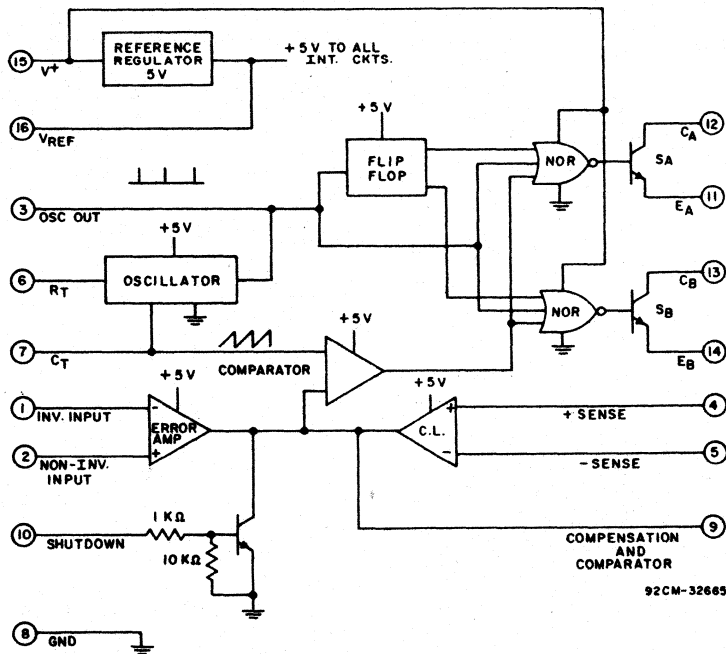 15
V+
REFERENCE
REGULATOR
5V
+5V TO ALL
INT. CKTS.
16
VREF
3
OSC OUT
+5V
FLIP
FLOP
NOR
SA
CA
12
EA
11
+5V
6
RT
OSCILLATOR
NOR
SB
CB
13
EB
14
7
CT
COMPARATOR
+5V
1
INV. INPUT
-
+5V
ERROR
AMP
+
2
NON-INV.
INPUT
+5V
C.L.
+
-
4
+ SENSE
5
- SENSE
10
SHUTDOWN
1 KΩ
10 KΩ
9
COMPENSATION
AND
COMPARATOR
92CM-32665
8
GND